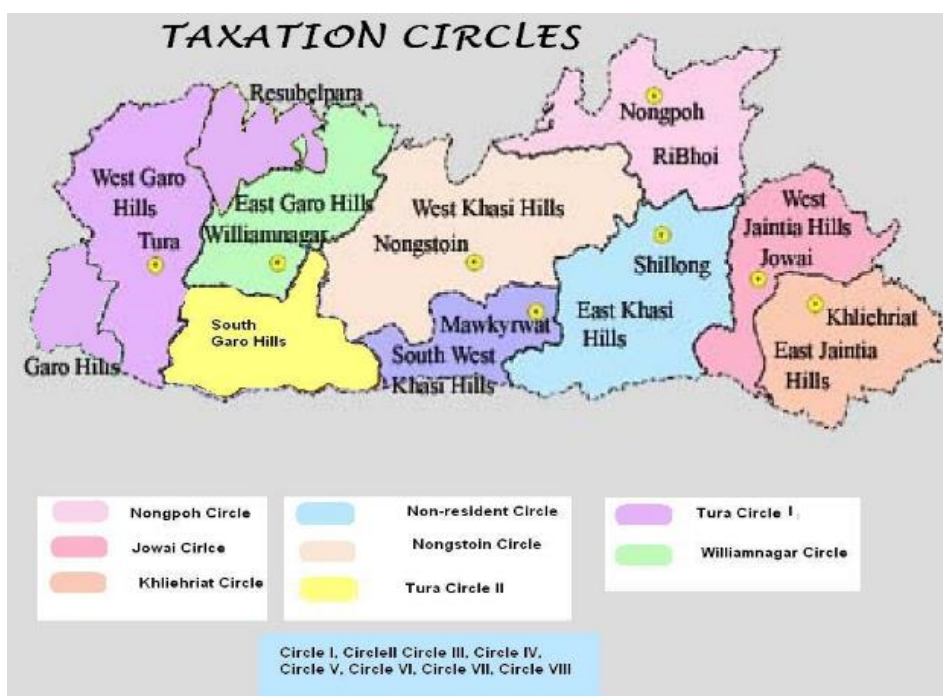 TAXATION CIRCLES
Resubelpara
Nongpoh
RiBhoi
West Garo
Hills
East Garo Hills
Williamnagar
West Khasi Hills
Nongstoin
West
Jaintia Hills
Jowai
Tura
Shillong
South
Garo Hills
Mawkyrwat
South West
Khasi Hills
East Khasi
Hills
Khliehriat
East Jaintia
Hills
Garo Hills
Nongpoh Circle
Jowai Cirlce
Khliehriat Circle
Non-resident Circle
Nongstoin Circle
Tura Circle II
Tura Circle I
Williamnagar Circle
Circle I, CircleII Circle III, Circle IV,
Circle V, Circle VI, Circle VII, Circle VIII